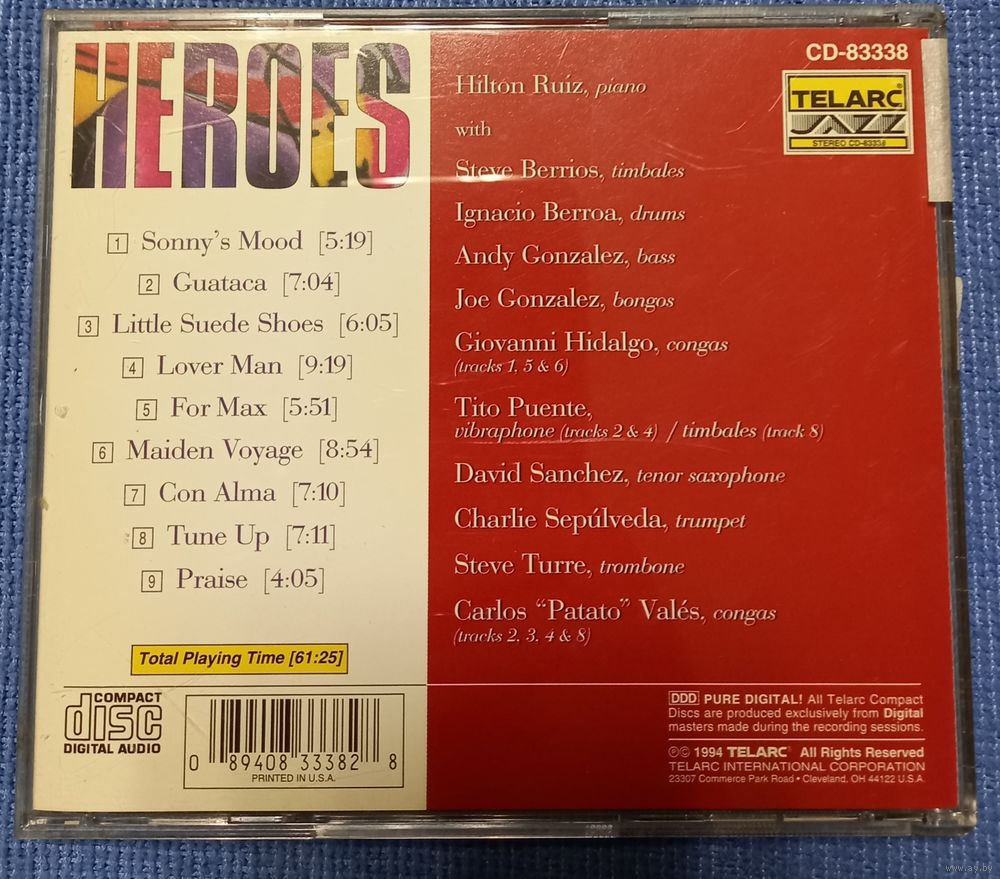 HEROES
1 Sonny's Mood [5:19]
2 Guataca [7:04]
3 Little Suede Shoes [6:05]
4 Lover Man [9:19]
5 For Max [5:51]
6 Maiden Voyage [8:54]
7 Con Alma [7:10]
8 Tune Up [7:11]
9 Praise [4:05]
Total Playing Time [61:25]
COMPACT
disc
DIGITAL AUDIO
0 89408 33382 8
PRINTED IN U.S.A.
CD-83338
TELARC®
JAZZ
STEREO CD-83338
Hilton Ruiz, piano
with
Steve Berrios, timbales
Ignacio Berroa, drums
Andy Gonzalez, bass
Joe Gonzalez, bongos
Giovanni Hidalgo, congas
(tracks 1, 5 & 6)
Tito Puente,
vibraphone (tracks 2 & 4) / timbales (track 8)
David Sanchez, tenor saxophone
Charlie Sepúlveda, trumpet
Steve Turre, trombone
Carlos “Patato” Valés, congas
(tracks 2, 3, 4 & 8)
DDD PURE DIGITAL! All Telarc Compact
Discs are produced exclusively from Digital
masters made during the recording sessions.
℗© 1994 TELARC® All Rights Reserved
TELARC INTERNATIONAL CORPORATION
23307 Commerce Park Road • Cleveland, OH 44122 U.S.A.
www.ay.by